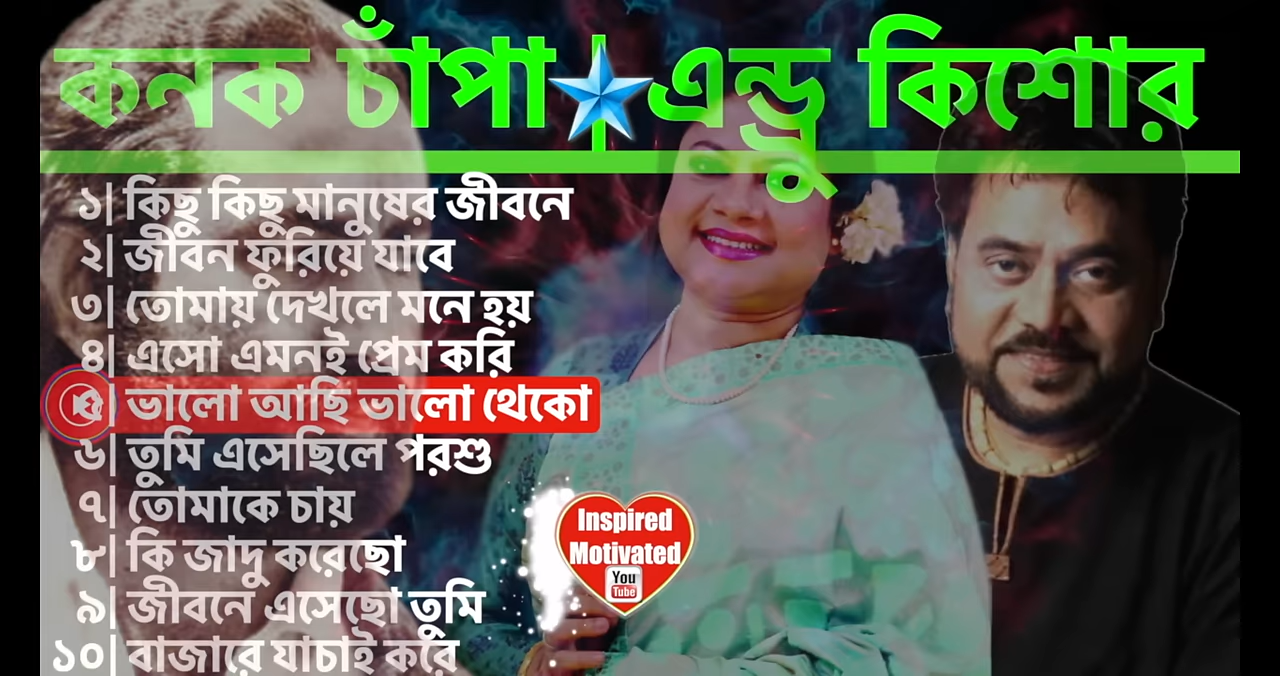 কনক চাঁপা | এন্ড্রু কিশোর
১| কিছু কিছু মানুষের জীবনে
২| জীবন ফুরিয়ে যাবে
৩| তোমায় দেখলে মনে হয়
৪| এসো এমনই প্রেম করি
৫| ভালো আছি ভালো থেকো
৬| তুমি এসেছিলে পরশু
৭| তোমাকে চায়
৮| কি জাদু করেছো
৯| জীবনে এসেছো তুমি
১০| বাজারে যাচাই করে
Inspired
Motivated
You
Tube